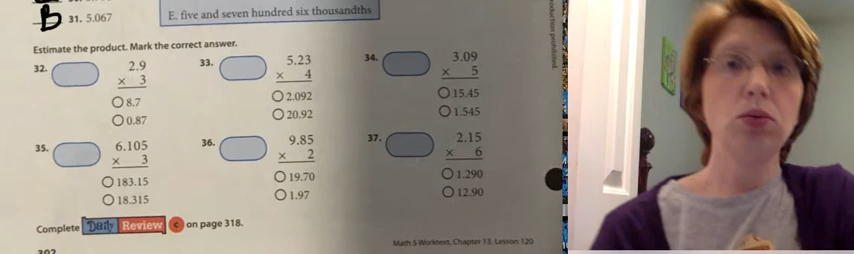 B 31. 5.067
E. five and seven hundred six thousandths
Estimate the product. Mark the correct answer.
32. 2.9 33. 5.23 34. 3.09
× 3 × 4 × 5
8.7 2.092 15.45
0.87 20.92 1.545
35. 6.105 36. 9.85 37. 2.15
× 3 × 2 × 6
183.15 19.70 1.290
18.315 1.97 12.90
Complete Daily Review c on page 318.
302 Math 5 Worktext, Chapter 13, Lesson 120